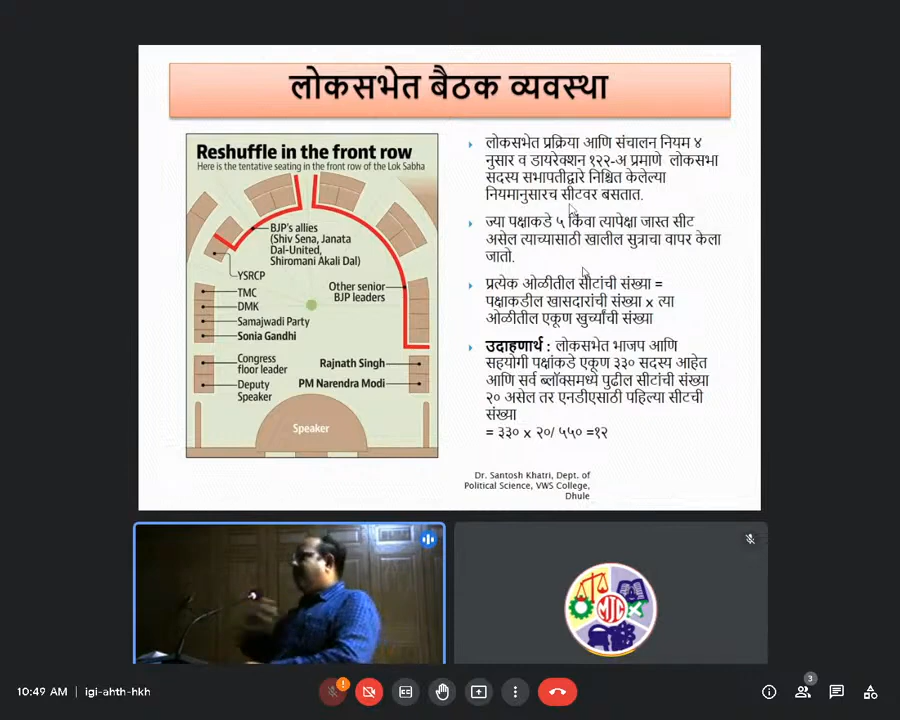 लोकसभेत बैठक व्यवस्था
Reshuffle in the front row
Here is the tentative seating in the front row of the Lok Sabha
BJP's allies
(Shiv Sena, Janata
Dal-United,
Shiromani Akali Dal)
YSRCP
Other senior
BJP leaders
TMC
DMK
Samajwadi Party
Sonia Gandhi
Congress
floor leader
Deputy
Speaker
Rajnath Singh
PM Narendra Modi
Speaker
लोकसभेत प्रक्रिया आणि संचालन नियम ४
नुसार व डायरेक्शन १२२-अ प्रमाणे लोकसभा
सदस्य सभापतीद्वारे निश्चित केलेल्या
नियमानुसारच सीटवर बसतात.
ज्या पक्षाकडे ५ किंवा त्यापेक्षा जास्त सीट
असेल त्याच्यासाठी खालील सुत्राचा वापर केला
जातो.
प्रत्येक ओळीतील सीटांची संख्या =
पक्षाकडील खासदारांची संख्या x त्या
ओळीतील एकूण खुर्च्यांची संख्या
उदाहणार्थ : लोकसभेत भाजप आणि
सहयोगी पक्षांकडे एकूण ३३० सदस्य आहेत
आणि सर्व ब्लॉक्समध्ये पुढील सीटांची संख्या
२० असेल तर एनडीएसाठी पहिल्या सीटची
संख्या
= ३३० x २०/ ५५० =१२
Dr. Santosh Khatri, Dept. of
Political Science, VWS College,
Dhule
MJC
10:49 AM | igi-ahth-hkh
3